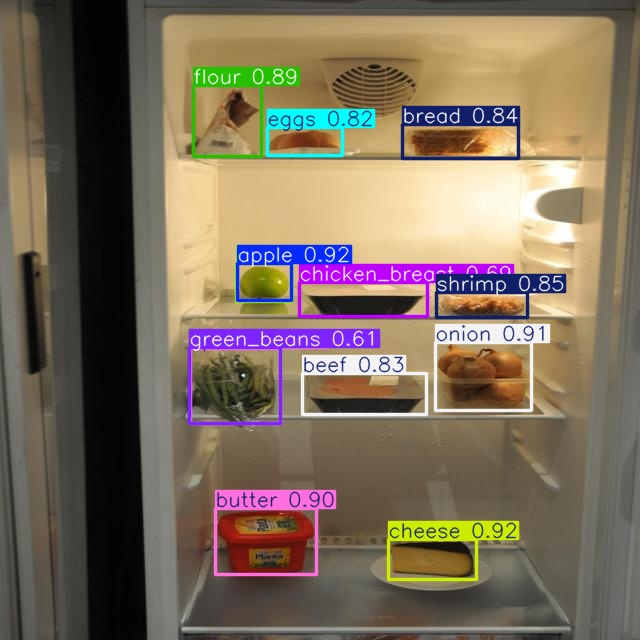 flour 0.89
eggs 0.82
bread 0.84
apple 0.92
chicken_breast 0.69
shrimp 0.85
green_beans 0.61
beef 0.83
onion 0.91
butter 0.90
Planta
cheese 0.92